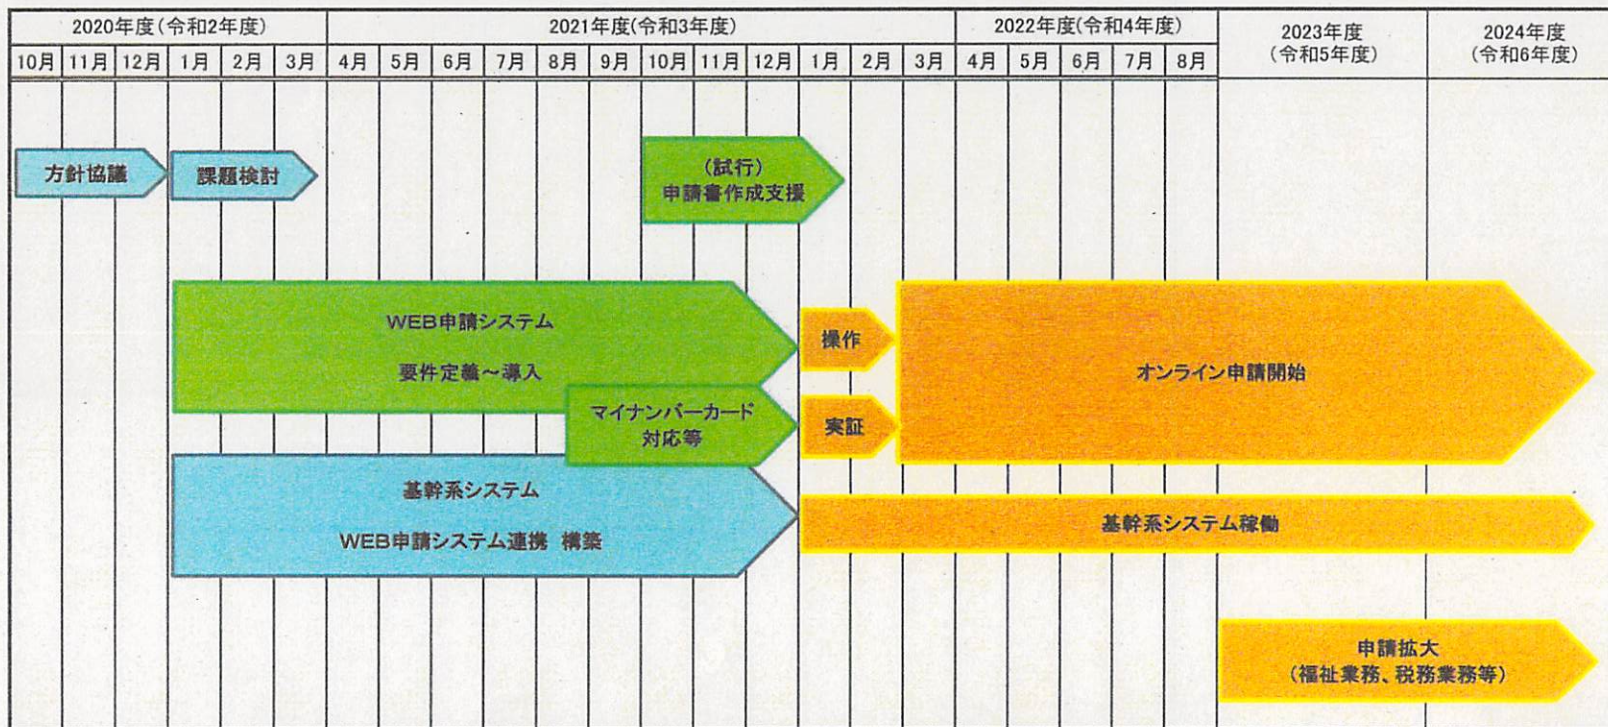 2020年度(令和2年度)
2021年度(令和3年度)
2022年度(令和4年度)
2023年度
(令和5年度)
2024年度
(令和6年度)
10月 11月 12月 1月 2月 3月 4月 5月 6月 7月 8月 9月 10月 11月 12月 1月 2月 3月 4月 5月 6月 7月 8月
方針協議
課題検討
(試行)
申請書作成支援
WEB申請システム
要件定義～導入
マイナンバーカード
対応等
操作
実証
オンライン申請開始
基幹系システム
WEB申請システム連携 構築
基幹系システム稼働
申請拡大
(福祉業務、税務業務等)